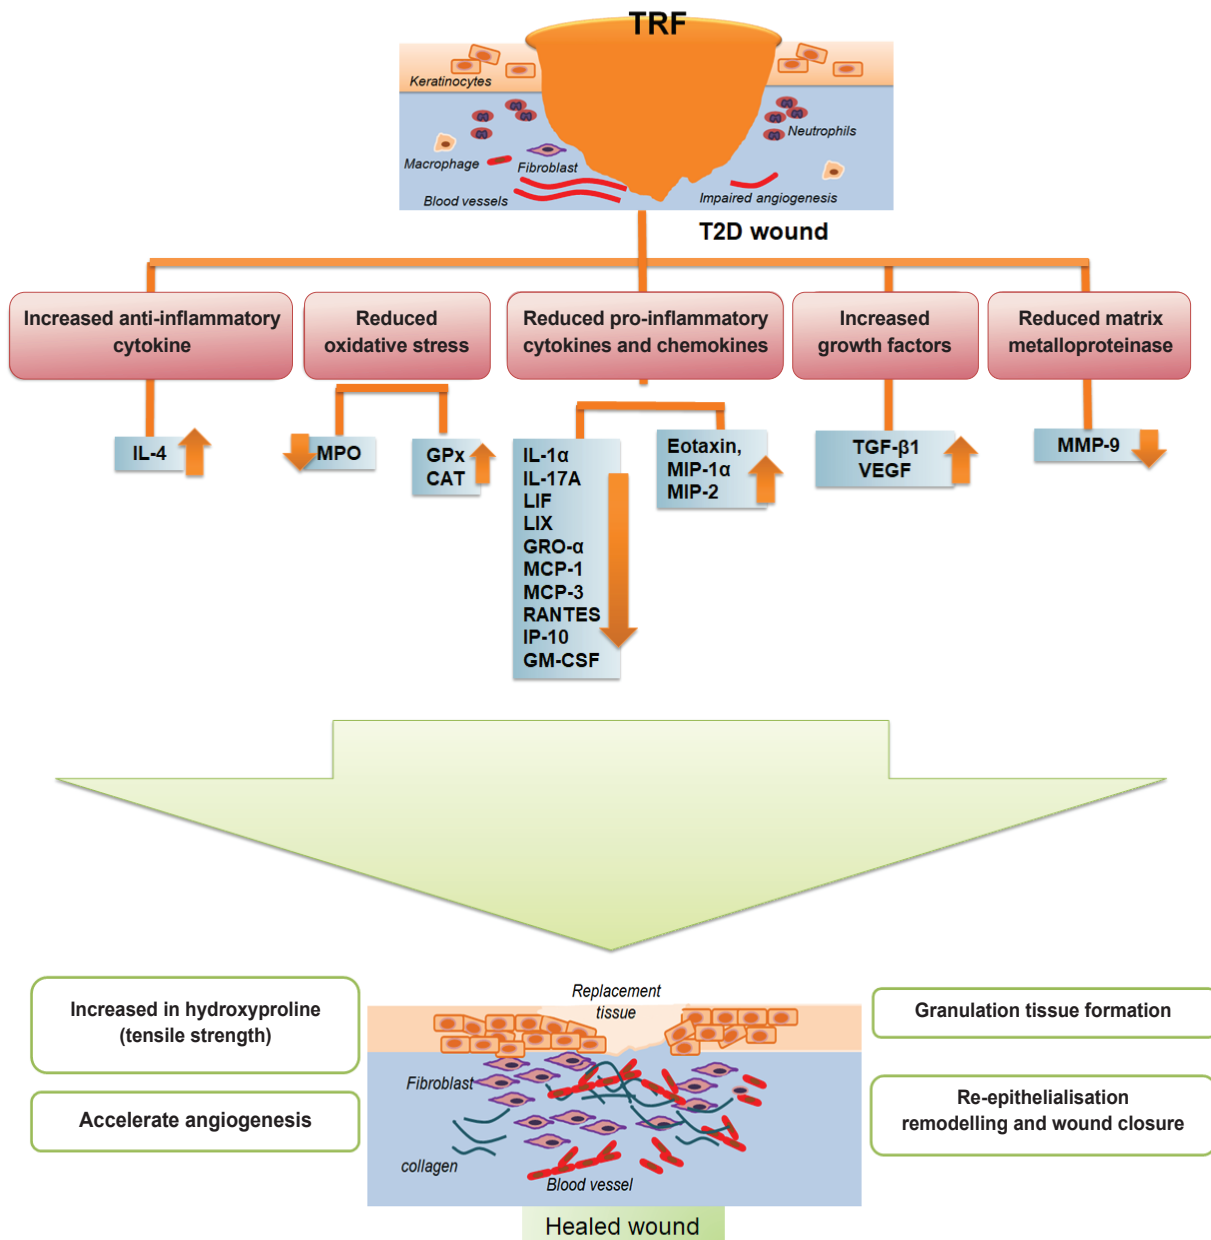 TRF
Keratinocytes
Neutrophils
Macrophage
Fibroblast
Blood vessels
Impaired angiogenesis
T2D wound
Increased anti-inflammatory
cytokine
Reduced
oxidative stress
Reduced pro-inflammatory
cytokines and chemokines
Increased
growth factors
Reduced matrix
metalloproteinase
IL-4
MPO
GPx
CAT
IL-1α
IL-17A
LIF
LIX
GRO-α
MCP-1
MCP-3
RANTES
IP-10
GM-CSF
Eotaxin,
MIP-1α
MIP-2
TGF-β1
VEGF
MMP-9
Increased in hydroxyproline
(tensile strength)
Accelerate angiogenesis
Replacement
tissue
Fibroblast
collagen
Blood vessel
Granulation tissue formation
Re-epithelialisation
remodelling and wound closure
Healed wound